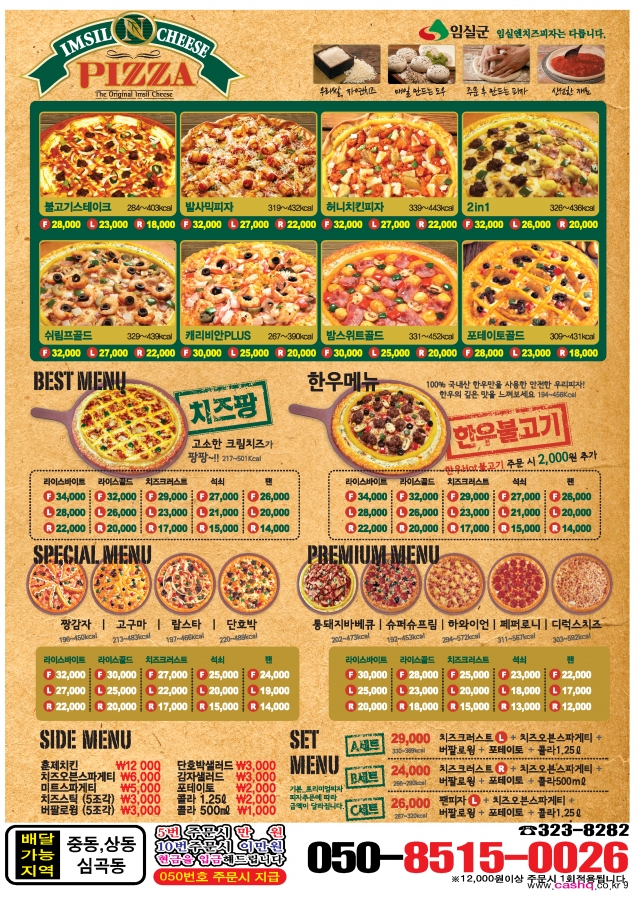 IMSIL N CHEESE
PIZZA
The Original Imsil Cheese
임실군 임실엔치즈피자는 다릅니다.
우리쌀, 자연치즈 매일 만드는 도우 주문 후 만드는 피자 신선한 재료
불고기스테이크 284~403kcal
F 28,000 L 23,000 R 18,000
발사믹피자 319~432kcal
F 32,000 L 27,000 R 22,000
허니치킨피자 339~443kcal
F 32,000 L 27,000 R 22,000
2in1 326~436kcal
F 31,000 L 26,000 R 20,000
쉬림프골드 329~439kcal
F 32,000 L 27,000 R 22,000
캐리비안PLUS 267~390kcal
F 30,000 L 25,000 R 20,000
밤스위트골드 331~452kcal
F 30,000 L 25,000 R 20,000
포테이토골드 309~431kcal
F 28,000 L 23,000 R 18,000
BEST MENU
치즈팡
고소한 크림치즈가
팡팡~!! 217~501Kcal
라이스바이트 라이스골드 치즈크러스트 석쇠 팬
F 34,000 F 32,000 F 29,000 F 27,000 F 26,000
L 28,000 L 26,000 L 23,000 L 21,000 L 20,000
R 22,000 R 20,000 R 17,000 R 15,000 R 14,000
한우메뉴
100% 국내산 한우만을 사용한 안전한 우리피자!
한우의 깊은 맛을 느껴보세요 194~456Kcal
한우불고기
한우Hot불고기 주문 시 2,000원 추가
라이스바이트 라이스골드 치즈크러스트 석쇠 팬
F 34,000 F 32,000 F 29,000 F 27,000 F 26,000
L 28,000 L 26,000 L 23,000 L 21,000 L 20,000
R 22,000 R 20,000 R 17,000 R 15,000 R 14,000
SPECIAL MENU
짱감자 | 고구마 | 랍스타 | 단호박
196~450kcal 213~483kcal 197~466kcal 220~488kcal
라이스바이트 라이스골드 치즈크러스트 석쇠 팬
F 32,000 F 30,000 F 27,000 F 25,000 F 24,000
L 27,000 L 25,000 L 22,000 L 20,000 L 19,000
R 22,000 R 20,000 R 17,000 R 15,000 R 14,000
PREMIUM MENU
통돼지바베큐 | 슈퍼슈프림 | 하와이언 | 페퍼로니 | 디럭스치즈
202~473kcal 192~453kcal 294~572kcal 311~567kcal 303~592kcal
라이스바이트 라이스골드 치즈크러스트 석쇠 팬
F 30,000 F 28,000 F 25,000 F 23,000 F 22,000
L 25,000 L 23,000 L 20,000 L 18,000 L 17,000
R 20,000 R 18,000 R 15,000 R 13,000 R 12,000
SIDE MENU
훈제치킨 ₩12 000 단호박샐러드 ₩3,000
치즈오븐스파게티 ₩6,000 감자샐러드 ₩3,000
미트스파게티 ₩5,000 포테이토 ₩2,000
치즈스틱 (5조각) ₩3,000 콜라 1.25ℓ ₩2,000
버팔로윙 (5조각) ₩3,000 콜라 500㎖ ₩1,000
SET
MENU
기본, 프리미엄피자
피자주문에 따라
금액이 달라집니다.
A세트 29,000 치즈크러스트 L + 치즈오븐스파게티 +
330~369kcal 버팔로윙 + 포테이토 + 콜라1.25ℓ
B세트 24,000 치즈크러스트 R + 치즈오븐스파게티 +
266~293kcal 버팔로윙 + 포테이토 + 콜라500㎖
C세트 26,000 팬피자 L + 치즈오븐스파게티 +
287~320kcal 버팔로윙 + 포테이토 + 콜라1.25ℓ
배달
가능
지역
중동,상동
심곡동
5번 주문시 만 원
10번 주문시 이만원
현금을 입금해드립니다
050번호 주문시 지급
☎323-8282
050-8515-0026
※12,000원이상 주문시 1회적용됩니다.
www.cashq.co.kr 9